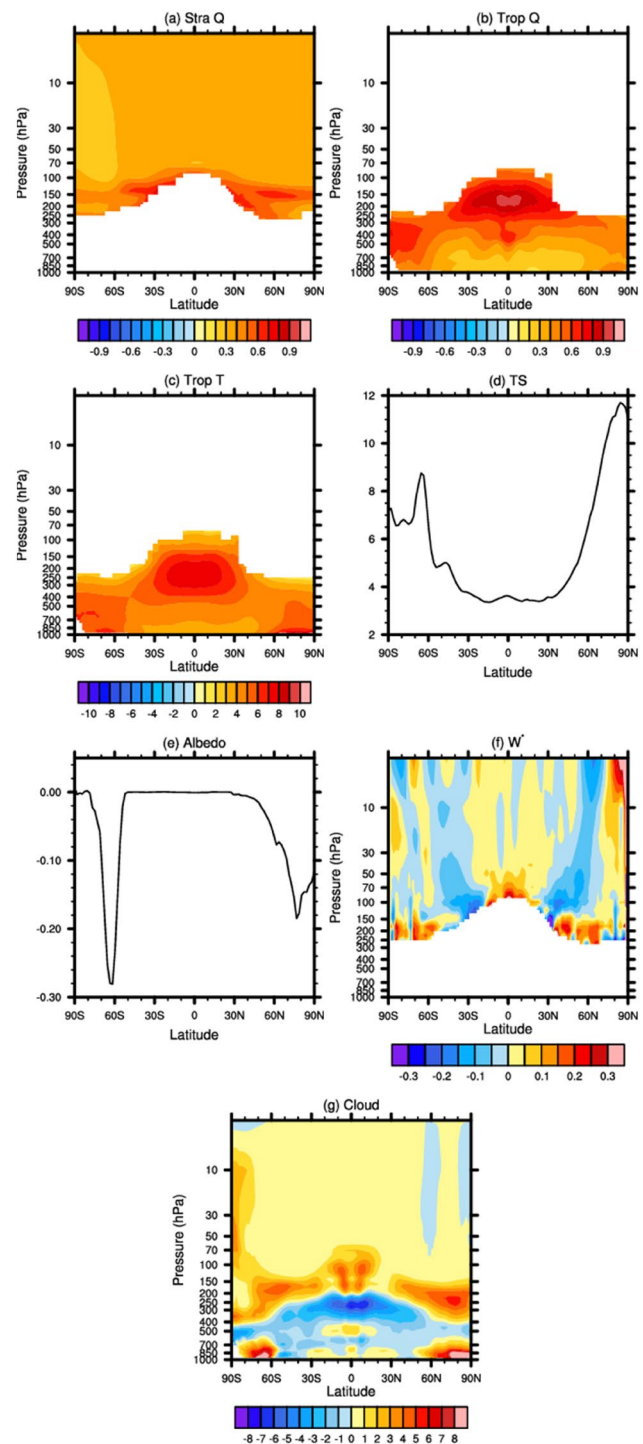 (a) Stra Q
Pressure (hPa)
10
30
50
70
100
150
200
250
300
400
500
700
850
1000
90S 60S 30S 0 30N 60N 90N
Latitude
-0.9 -0.6 -0.3 0 0.3 0.6 0.9
(b) Trop Q
Pressure (hPa)
10
30
50
70
100
150
200
250
300
400
500
700
850
1000
90S 60S 30S 0 30N 60N 90N
Latitude
-0.9 -0.6 -0.3 0 0.3 0.6 0.9
(c) Trop T
Pressure (hPa)
10
30
50
70
100
150
200
250
300
400
500
700
850
1000
90S 60S 30S 0 30N 60N 90N
Latitude
-10 -8 -6 -4 -2 0 2 4 6 8 10
(d) TS
12
10
8
6
4
2
90S 60S 30S 0 30N 60N 90N
Latitude
(e) Albedo
0.00
-0.10
-0.20
-0.30
90S 60S 30S 0 30N 60N 90N
Latitude
(f) W*
Pressure (hPa)
10
30
50
70
100
150
200
250
300
400
500
700
850
1000
90S 60S 30S 0 30N 60N 90N
Latitude
-0.3 -0.2 -0.1 0 0.1 0.2 0.3
(g) Cloud
Pressure (hPa)
10
30
50
70
100
150
200
250
300
400
500
700
850
1000
90S 60S 30S 0 30N 60N 90N
Latitude
-8 -7 -6 -5 -4 -3 -2 -1 0 1 2 3 4 5 6 7 8